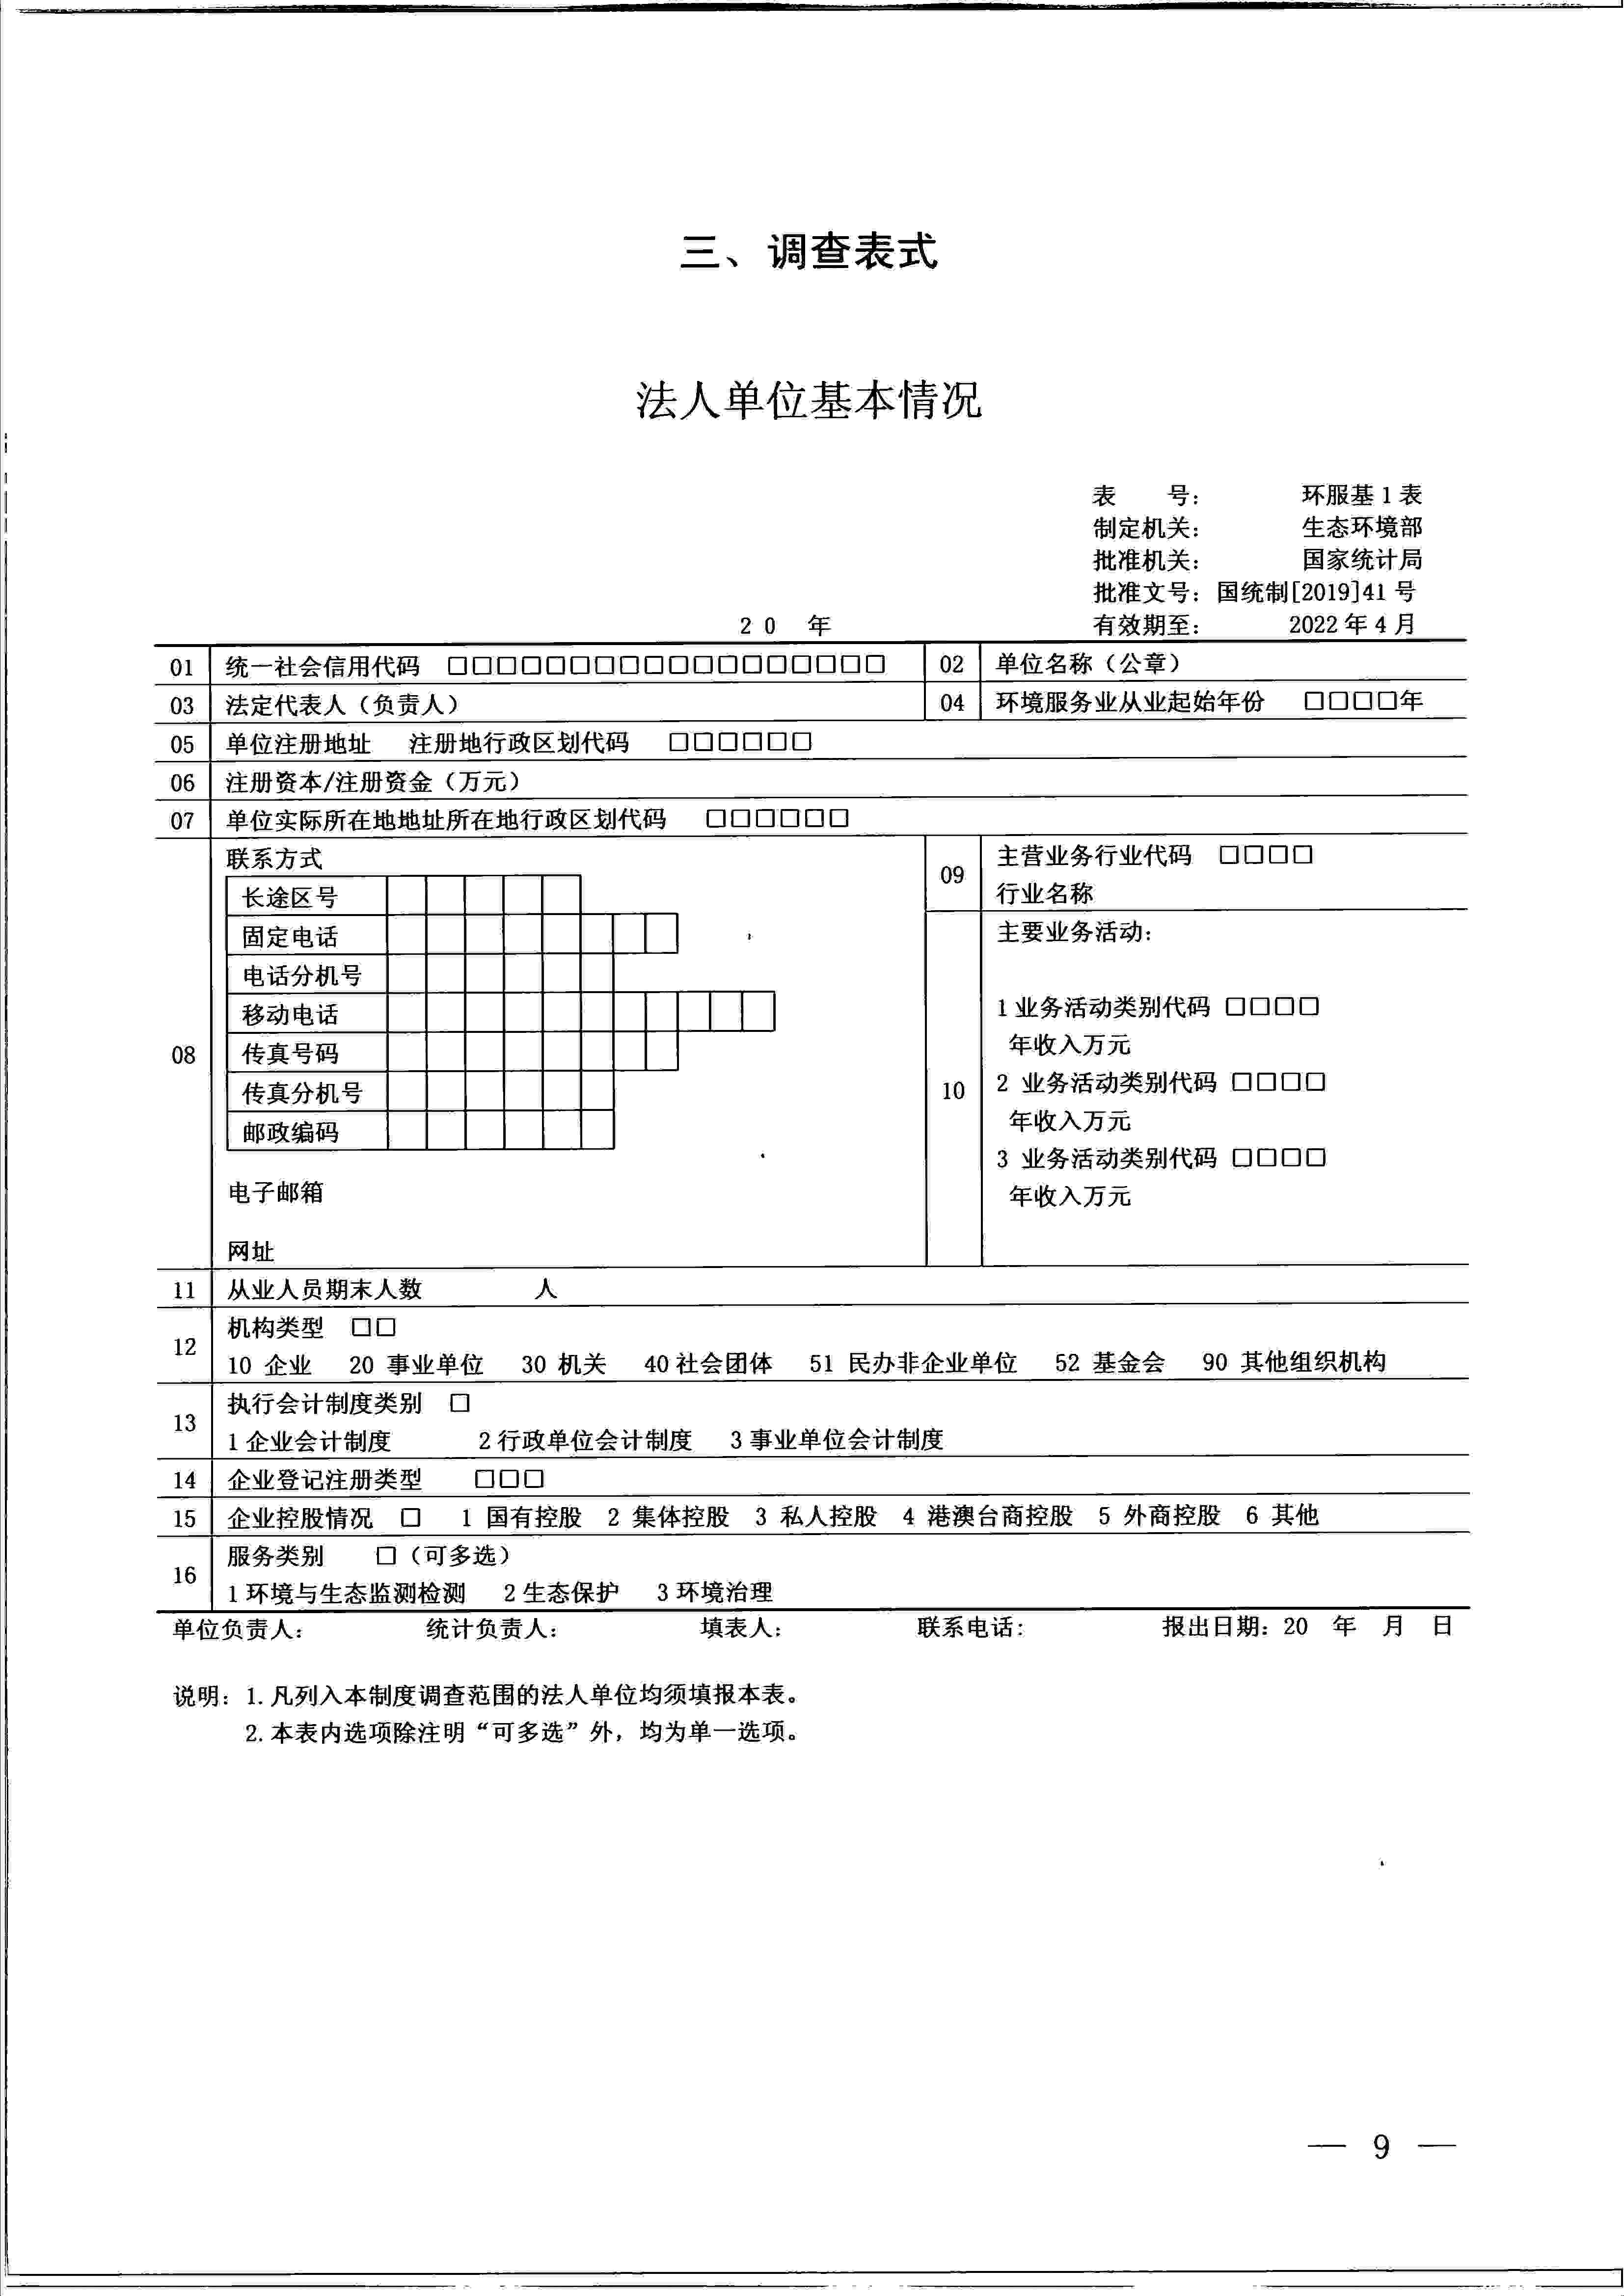 三、调查表式
法人单位基本情况
表　　号： 环服基 1 表
制定机关： 生态环境部
批准机关： 国家统计局
批准文号：国统制[2019]41 号
20　年 有效期至： 2022 年 4 月
01 统一社会信用代码 □□□□□□□□□□□□□□□□□□ 02 单位名称（公章）
03 法定代表人（负责人） 04 环境服务业从业起始年份 □□□□年
05 单位注册地址 注册地行政区划代码 □□□□□□
06 注册资本/注册资金（万元）
07 单位实际所在地地址所在地行政区划代码 □□□□□□
08
联系方式
长途区号
固定电话
电话分机号
移动电话
传真号码
传真分机号
邮政编码
电子邮箱
网址
09
主营业务行业代码 □□□□
行业名称
10
主要业务活动：
1 业务活动类别代码 □□□□
年收入万元
2 业务活动类别代码 □□□□
年收入万元
3 业务活动类别代码 □□□□
年收入万元
11 从业人员期末人数 人
12
机构类型 □□
10 企业 20 事业单位 30 机关 40 社会团体 51 民办非企业单位 52 基金会 90 其他组织机构
13
执行会计制度类别 □
1 企业会计制度 2 行政单位会计制度 3 事业单位会计制度
14 企业登记注册类型 □□□
15 企业控股情况 □ 1 国有控股 2 集体控股 3 私人控股 4 港澳台商控股 5 外商控股 6 其他
16
服务类别 □（可多选）
1 环境与生态监测检测 2 生态保护 3 环境治理
单位负责人： 统计负责人： 填表人： 联系电话： 报出日期：20 年 月 日
说明：1.凡列入本制度调查范围的法人单位均须填报本表。
2.本表内选项除注明“可多选”外，均为单一选项。
— 9 —